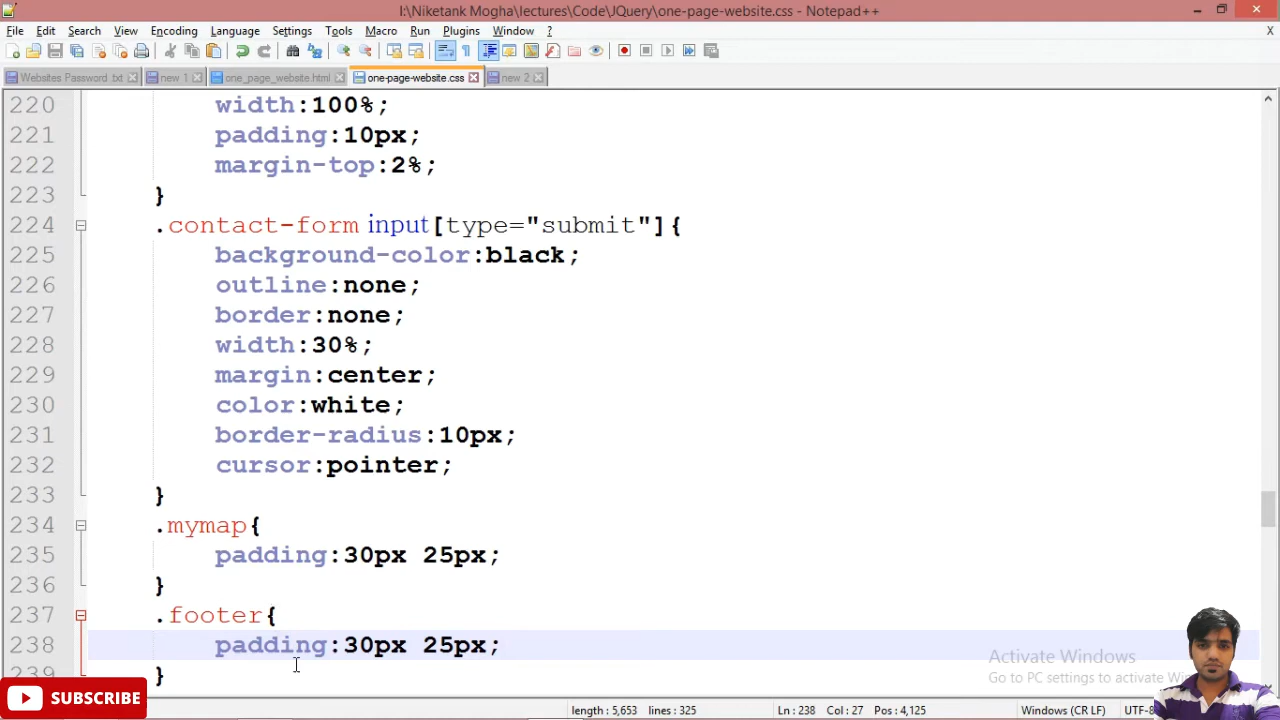 I:\Niketank Mogha\lectures\Code\JQuery\one-page-website.css - Notepad++
File Edit Search View Encoding Language Settings Tools Macro Run Plugins Window ?
X
Websites Password.txt new 1 one_page_website.html one-page-website.css new 2
220 width:100%;
221 padding:10px;
222 margin-top:2%;
223 }
224 .contact-form input[type="submit"]{
225 background-color:black;
226 outline:none;
227 border:none;
228 width:30%;
229 margin:center;
230 color:white;
231 border-radius:10px;
232 cursor:pointer;
233 }
234 .mymap{
235 padding:30px 25px;
236 }
237 .footer{
238 padding:30px 25px;
239 }
Activate Windows
Go to PC settings to activate
SUBSCRIBE
length : 5,653 lines : 325 Ln : 238 Col : 27 Pos : 4,125 Windows (CR LF) UTF-8